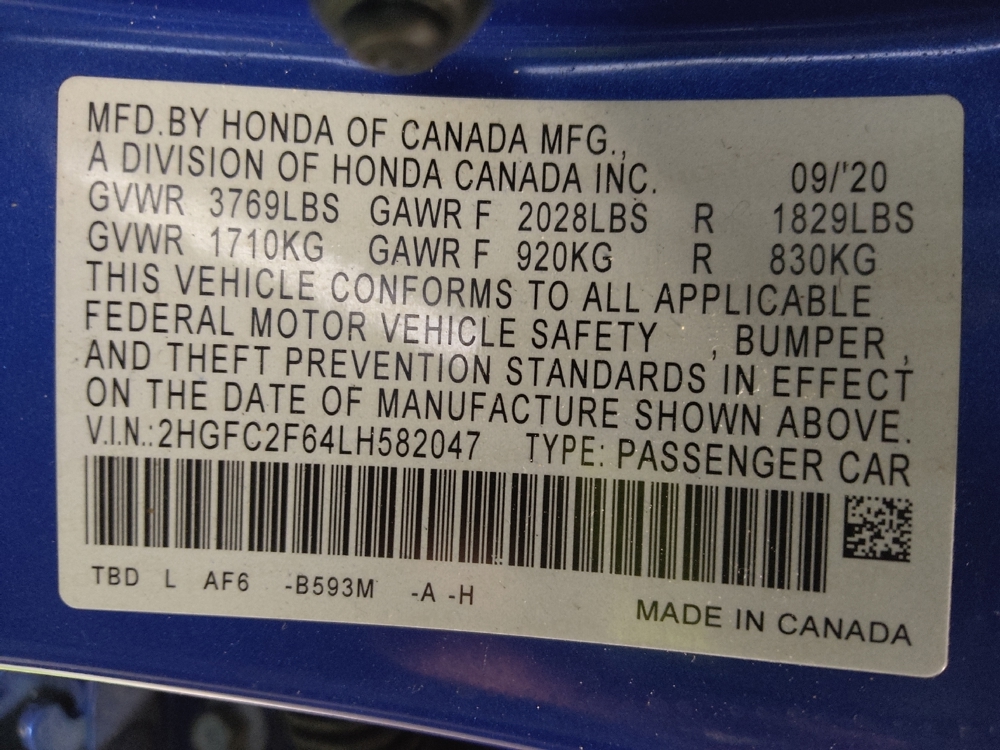 MFD.BY HONDA OF CANADA MFG.,
A DIVISION OF HONDA CANADA INC. 09/'20
GVWR 3769LBS GAWR F 2028LBS R 1829LBS
GVWR 1710KG GAWR F 920KG R 830KG
THIS VEHICLE CONFORMS TO ALL APPLICABLE
FEDERAL MOTOR VEHICLE SAFETY , BUMPER ,
AND THEFT PREVENTION STANDARDS IN EFFECT
ON THE DATE OF MANUFACTURE SHOWN ABOVE.
V.I.N.:2HGFC2F64LH582047 TYPE: PASSENGER CAR
TBD L AF6 -B593M -A -H
MADE IN CANADA